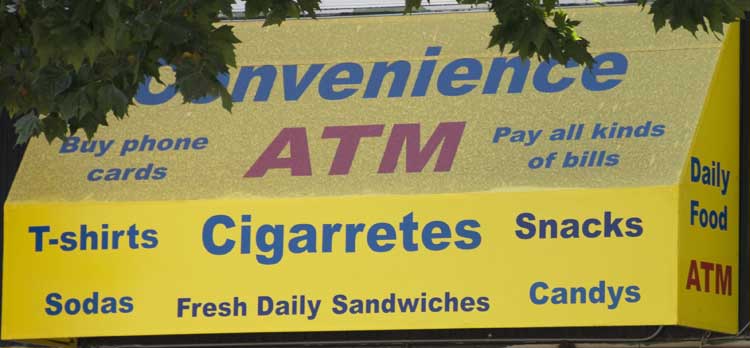 Convenience
Buy phone cards
ATM
Pay all kinds of bills
T-shirts Cigarretes Snacks
Sodas Fresh Daily Sandwiches Candys
Daily
Food
ATM